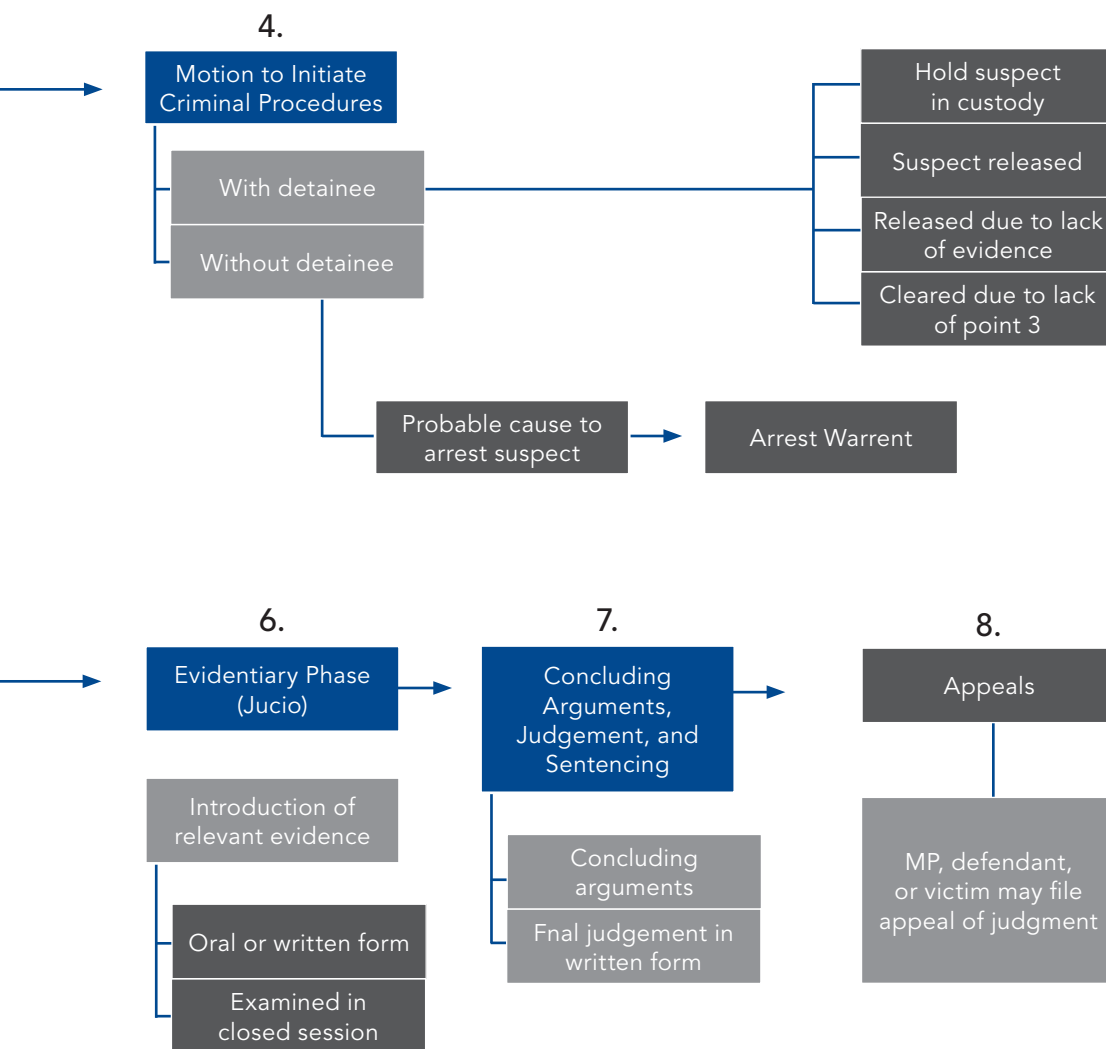 4.
Motion to Initiate
Criminal Procedures
With detainee
Without detainee
Hold suspect
in custody
Suspect released
Released due to lack
of evidence
Cleared due to lack
of point 3
Probable cause to
arrest suspect
Arrest Warrent
6.
Evidentiary Phase
(Jucio)
Introduction of
relevant evidence
Oral or written form
Examined in
closed session
7.
Concluding
Arguments,
Judgement, and
Sentencing
Concluding
arguments
Fnal judgement in
written form
8.
Appeals
MP, defendant,
or victim may file
appeal of judgment